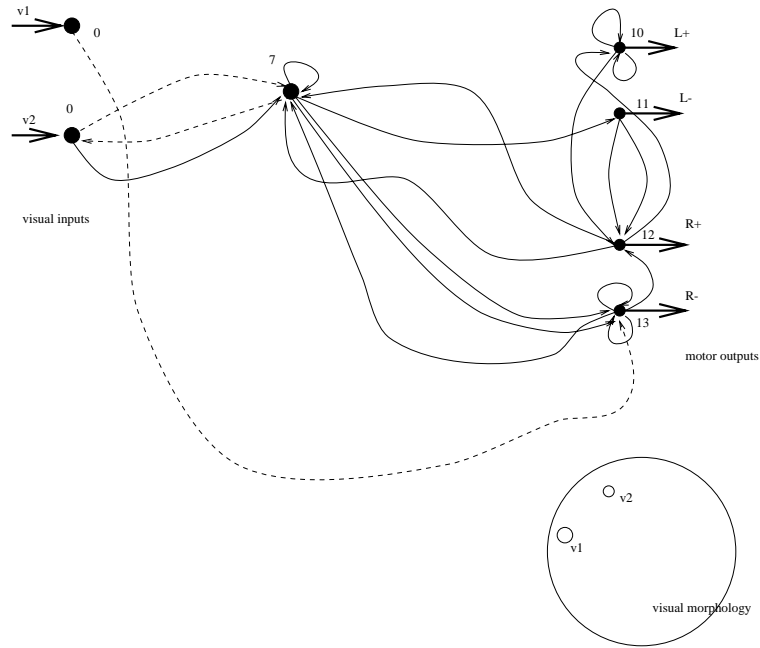 v1
0
10
L+
7
L-
11
0
v2
visual inputs
R+
12
R-
13
motor outputs
v2
v1
visual morphology